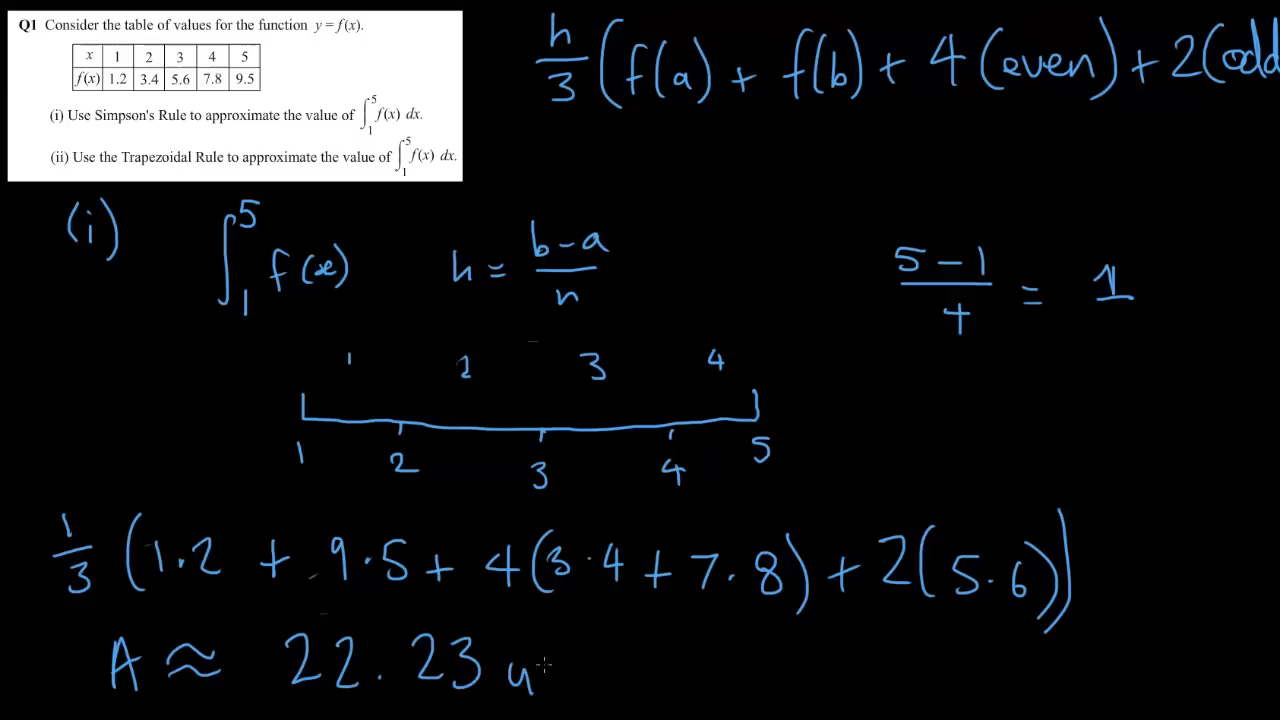 Q1 Consider the table of values for the function y = f(x).
x 1 2 3 4 5
f(x) 1.2 3.4 5.6 7.8 9.5
(i) Use Simpson's Rule to approximate the value of ∫₁⁵ f(x) dx.
(ii) Use the Trapezoidal Rule to approximate the value of ∫₁⁵ f(x) dx.
h/3 (f(a) + f(b) + 4(even) + 2(odd
(i) ∫₁⁵ f(x) h = b-a/n 5-1/4 = 1
1 2 3 4
1 2 3 4 5
1/3 (1.2 + 9.5 + 4(3.4 + 7.8) + 2(5.6))
A ≈ 22.23 u